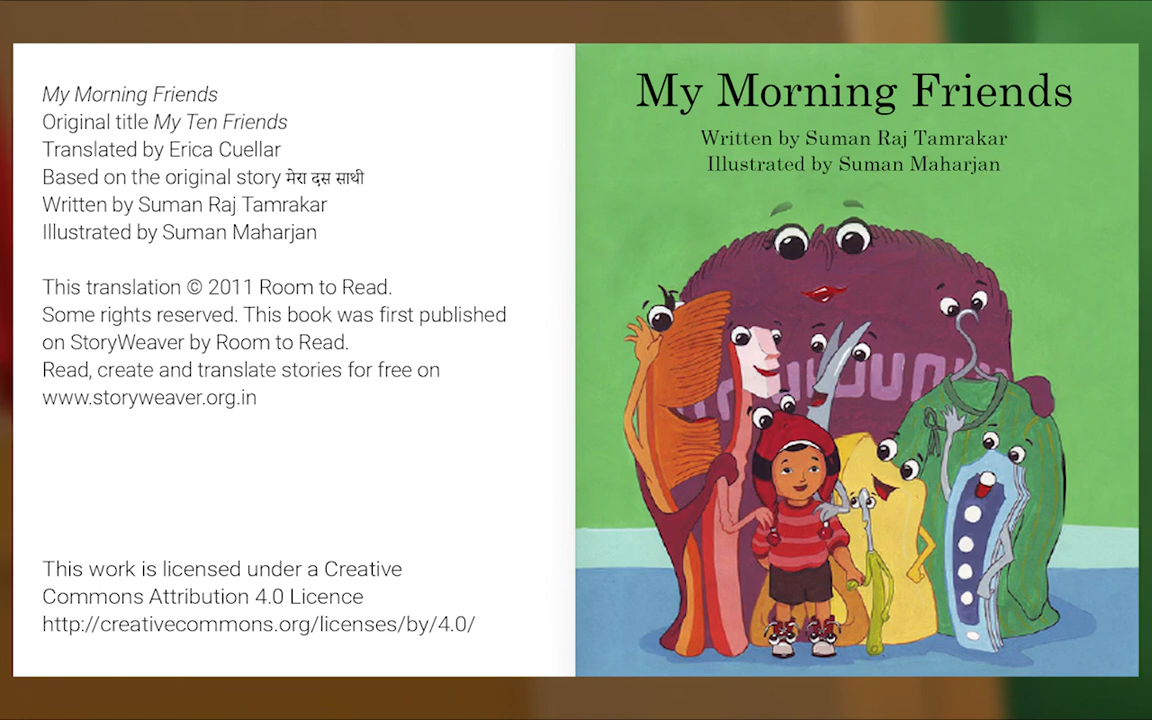 My Morning Friends
Original title My Ten Friends
Translated by Erica Cuellar
Based on the original story मेरा दस साथी
Written by Suman Raj Tamrakar
Illustrated by Suman Maharjan
This translation © 2011 Room to Read.
Some rights reserved. This book was first published
on StoryWeaver by Room to Read.
Read, create and translate stories for free on
www.storyweaver.org.in
This work is licensed under a Creative
Commons Attribution 4.0 Licence
http://creativecommons.org/licenses/by/4.0/
My Morning Friends
Written by Suman Raj Tamrakar
Illustrated by Suman Maharjan